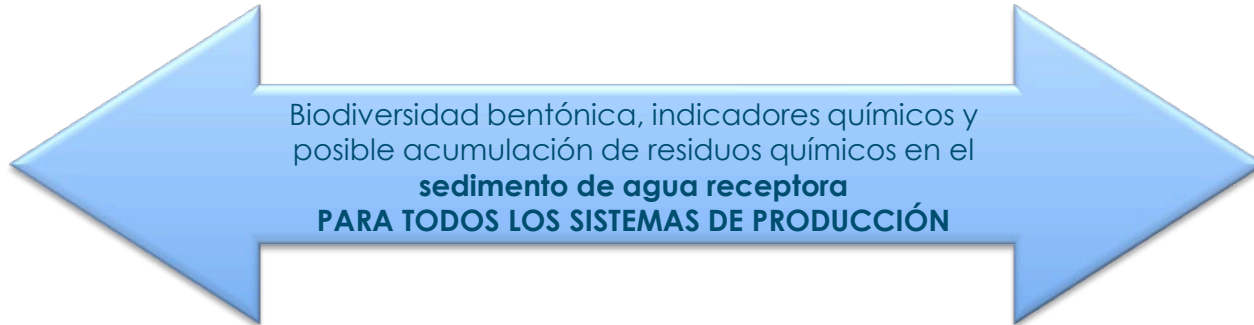 Biodiversidad bentónica, indicadores químicos y
posible acumulación de residuos químicos en el
sedimento de agua receptora
PARA TODOS LOS SISTEMAS DE PRODUCCIÓN